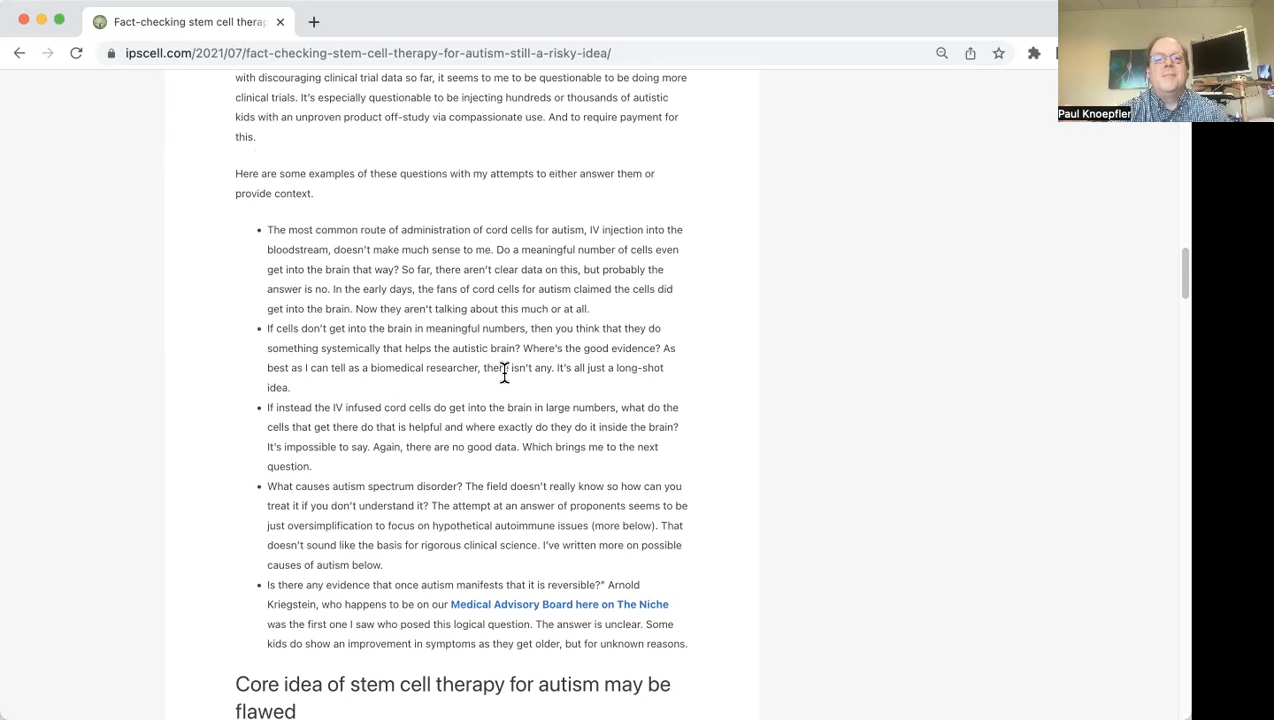 Fact-checking stem cell therap
ipscell.com/2021/07/fact-checking-stem-cell-therapy-for-autism-still-a-risky-idea/
Paul Knoepfler
with discouraging clinical trial data so far, it seems to me to be questionable to be doing more
clinical trials. It's especially questionable to be injecting hundreds or thousands of autistic
kids with an unproven product off-study via compassionate use. And to require payment for
this.
Here are some examples of these questions with my attempts to either answer them or
provide context.
• The most common route of administration of cord cells for autism, IV injection into the
bloodstream, doesn't make much sense to me. Do a meaningful number of cells even
get into the brain that way? So far, there aren't clear data on this, but probably the
answer is no. In the early days, the fans of cord cells for autism claimed the cells did
get into the brain. Now they aren't talking about this much or at all.
• If cells don't get into the brain in meaningful numbers, then you think that they do
something systemically that helps the autistic brain? Where's the good evidence? As
best as I can tell as a biomedical researcher, there isn't any. It's all just a long-shot
idea.
• If instead the IV infused cord cells do get into the brain in large numbers, what do the
cells that get there do that is helpful and where exactly do they do it inside the brain?
It's impossible to say. Again, there are no good data. Which brings me to the next
question.
• What causes autism spectrum disorder? The field doesn't really know so how can you
treat it if you don't understand it? The attempt at an answer of proponents seems to be
just oversimplification to focus on hypothetical autoimmune issues (more below). That
doesn't sound like the basis for rigorous clinical science. I've written more on possible
causes of autism below.
• Is there any evidence that once autism manifests that it is reversible?" Arnold
Kriegstein, who happens to be on our Medical Advisory Board here on The Niche
was the first one I saw who posed this logical question. The answer is unclear. Some
kids do show an improvement in symptoms as they get older, but for unknown reasons.
Core idea of stem cell therapy for autism may be
flawed